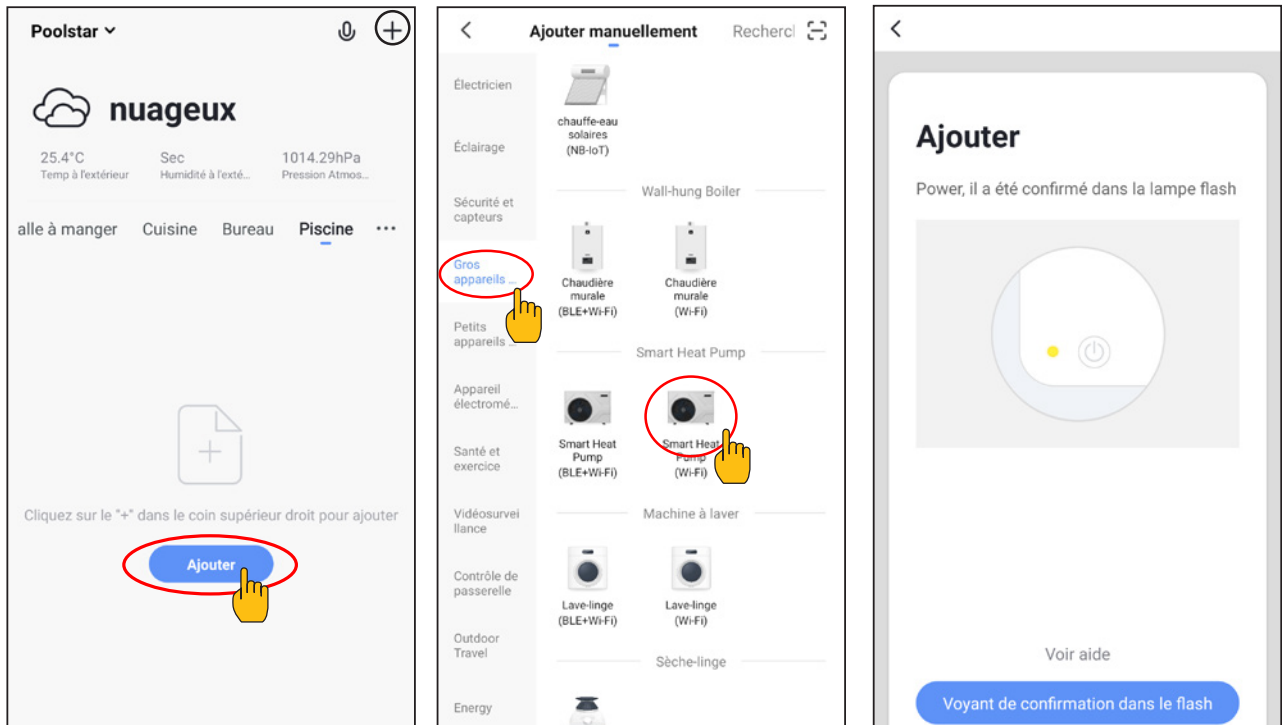 Poolstar
nuageux
25.4°C Sec 1014.29hPa
Temp à l'extérieur Humidité à l'exté... Pression Atmos...
alle à manger Cuisine Bureau Piscine ...
Cliquez sur le "+" dans le coin supérieur droit pour ajouter
Ajouter
Ajouter manuellement Rechercl
Électricien
Éclairage
Sécurité et
capteurs
Gros
appareils ...
Petits
appareils ...
Appareil
électromé...
Santé et
exercice
Vidéosurvei
llance
Contrôle de
passerelle
Outdoor
Travel
Energy
chauffe-eau
solaires
(NB-IoT)
Wall-hung Boiler
Chaudière
murale
(BLE+Wi-Fi)
Chaudière
murale
(Wi-Fi)
Smart Heat Pump
Smart Heat
Pump
(BLE+Wi-Fi)
Smart Heat
Pump
(Wi-Fi)
Machine à laver
Lave-linge
(BLE+Wi-Fi)
Lave-linge
(Wi-Fi)
Sèche-linge
Ajouter
Power, il a été confirmé dans la lampe flash
Voir aide
Voyant de confirmation dans le flash